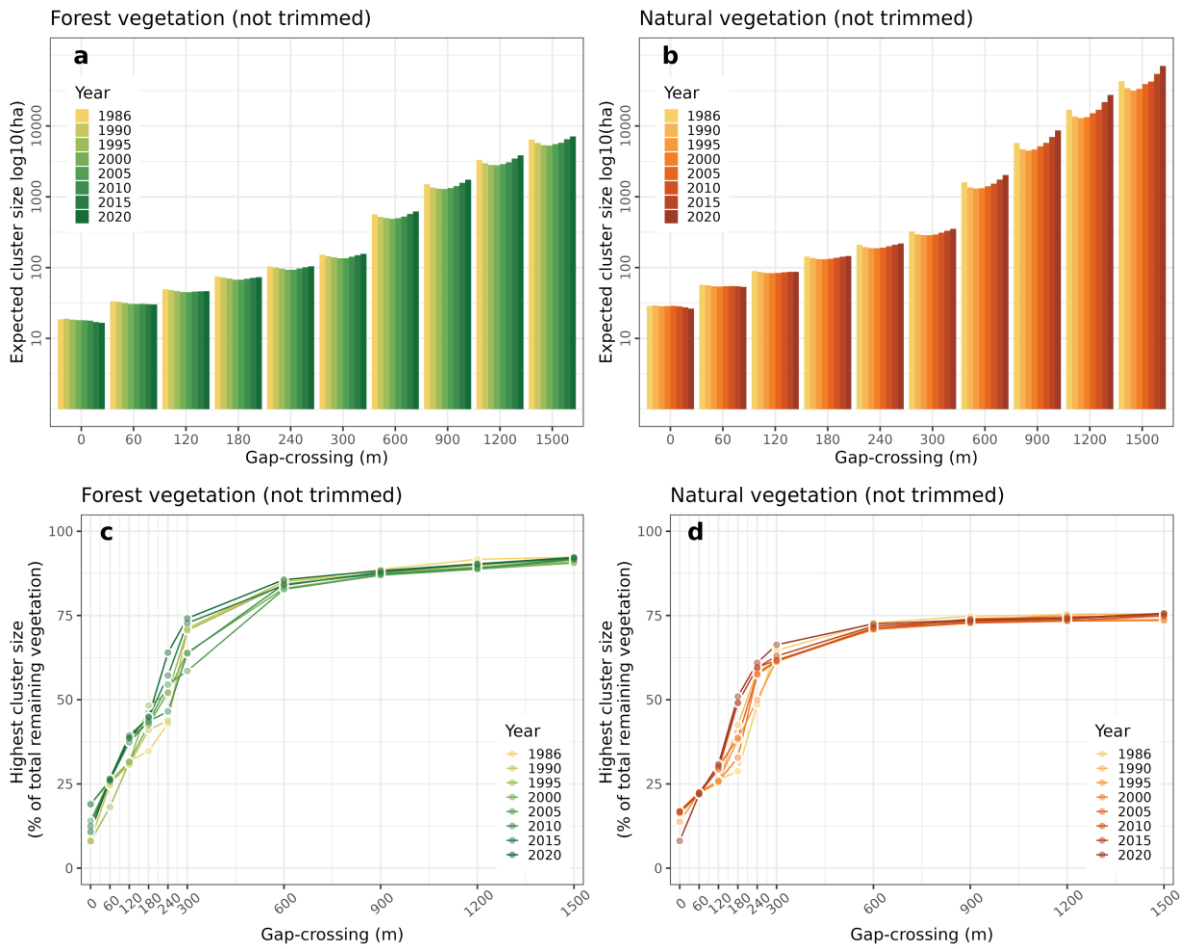 Forest vegetation (not trimmed)
a
Year
1986
1990
1995
2000
2005
2010
2015
2020
Expected cluster size log10(ha)
10000
1000
100
10
0 60 120 180 240 300 600 900 1200 1500
Gap-crossing (m)
Natural vegetation (not trimmed)
b
Year
1986
1990
1995
2000
2005
2010
2015
2020
Expected cluster size log10(ha)
10000
1000
100
10
0 60 120 180 240 300 600 900 1200 1500
Gap-crossing (m)
Forest vegetation (not trimmed)
c
Highest cluster size
(% of total remaining vegetation)
100
75
50
25
0
Year
1986
1990
1995
2000
2005
2010
2015
2020
0 60 120 180 240 300 600 900 1200 1500
Gap-crossing (m)
Natural vegetation (not trimmed)
d
Highest cluster size
(% of total remaining vegetation)
100
75
50
25
0
Year
1986
1990
1995
2000
2005
2010
2015
2020
0 60 120 180 240 300 600 900 1200 1500
Gap-crossing (m)